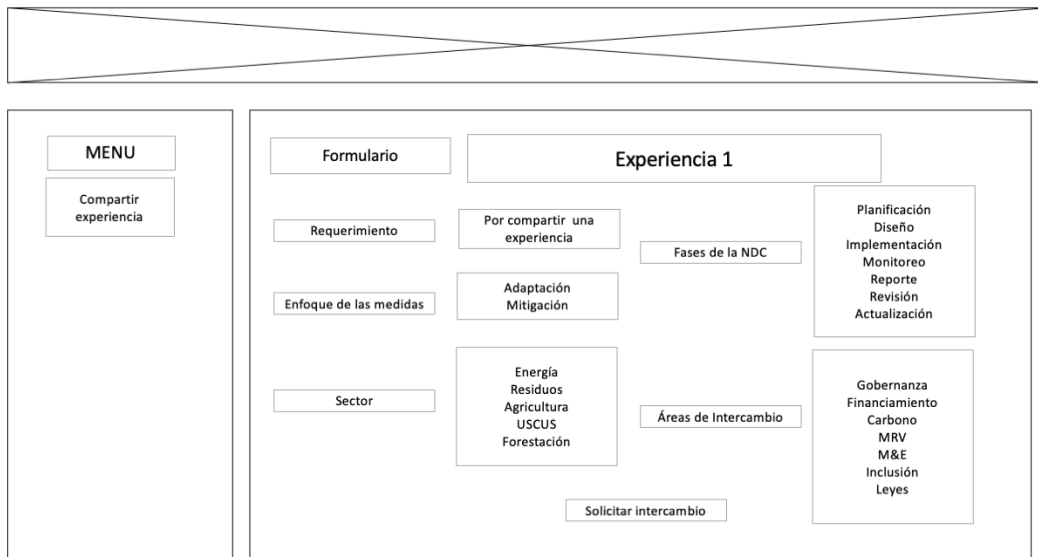 MENU
Compartir
experiencia
Formulario
Experiencia 1
Requerimiento
Por compartir una
experiencia
Fases de la NDC
Planificación
Diseño
Implementación
Monitoreo
Reporte
Revisión
Actualización
Enfoque de las medidas
Adaptación
Mitigación
Sector
Energía
Residuos
Agricultura
USCUS
Forestación
Áreas de Intercambio
Gobernanza
Financiamiento
Carbono
MRV
M&E
Inclusión
Leyes
Solicitar intercambio